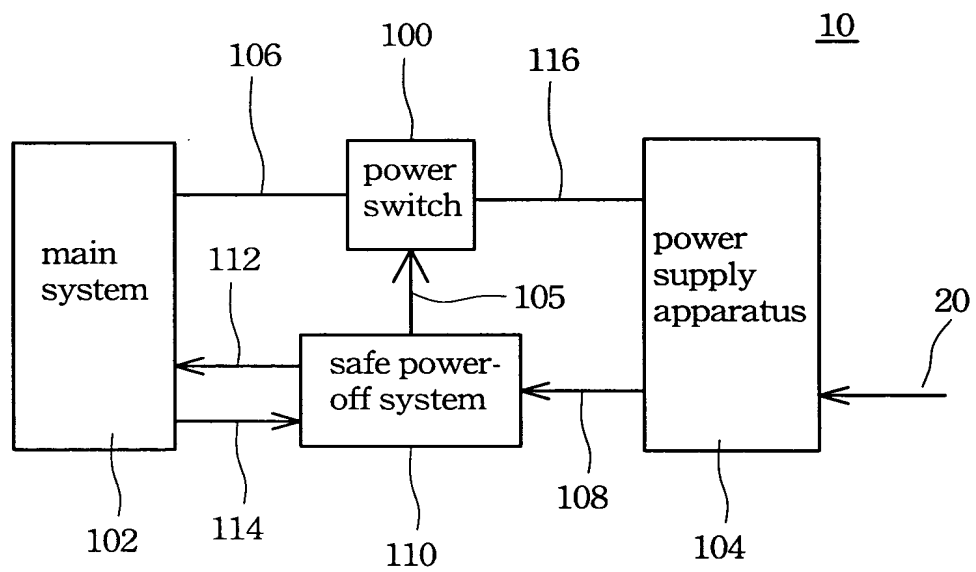 10
100
106
116
power
switch
main
system
power
supply
apparatus
112
105
20
safe power-
off system
108
114
102
110
104